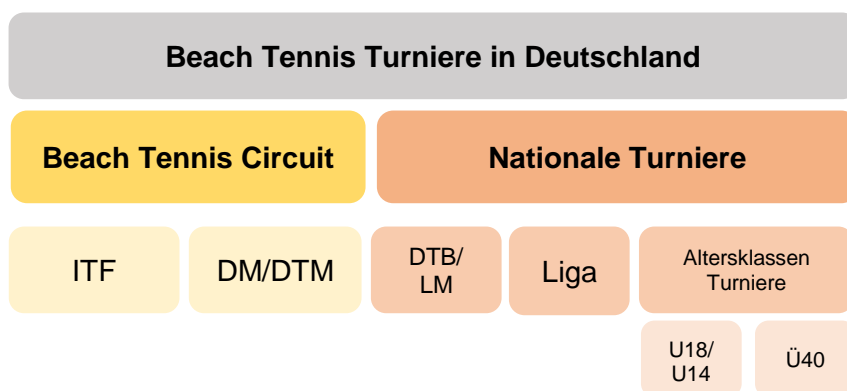 Beach Tennis Turniere in Deutschland
Beach Tennis Circuit
Nationale Turniere
ITF
DM/DTM
DTB/
LM
Liga
Altersklassen
Turniere
U18/
U14
Ü40